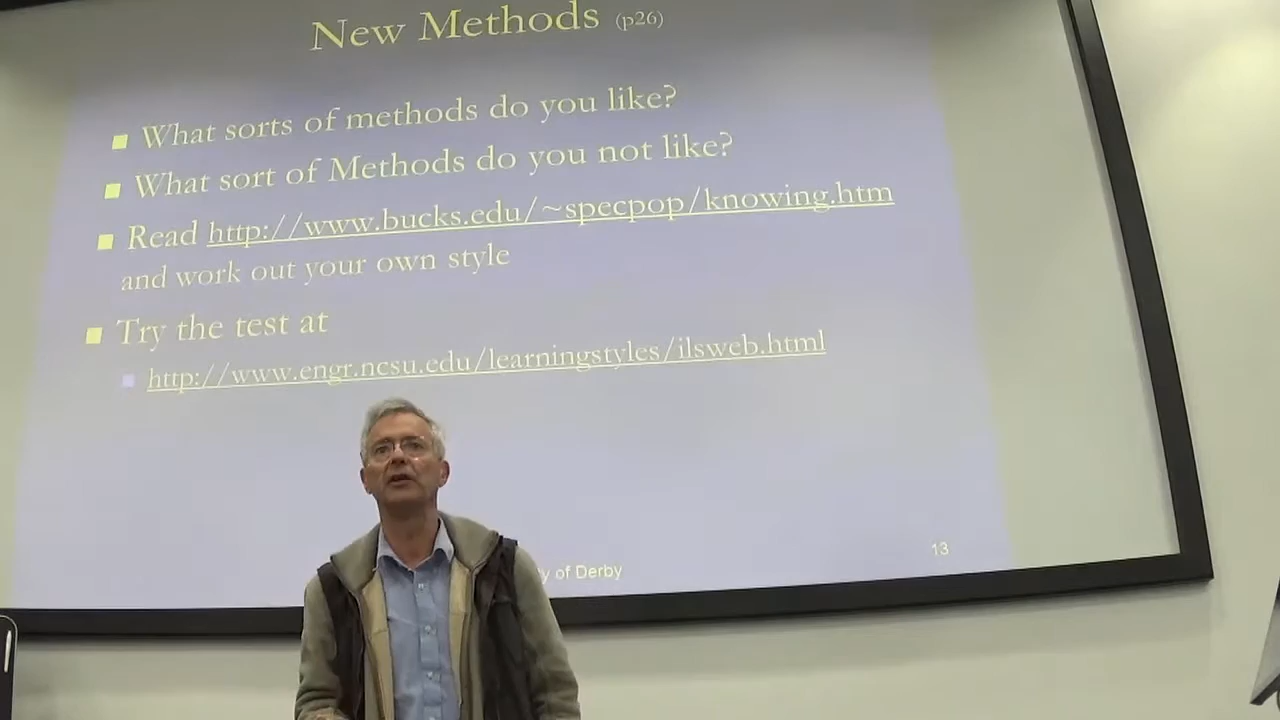 New Methods (p26)
What sorts of methods do you like?
What sort of Methods do you not like?
Read http://www.bucks.edu/~specpop/knowing.htm
and work out your own style
Try the test at
http://www.engr.ncsu.edu/learningstyles/ilsweb.html
of Derby
13